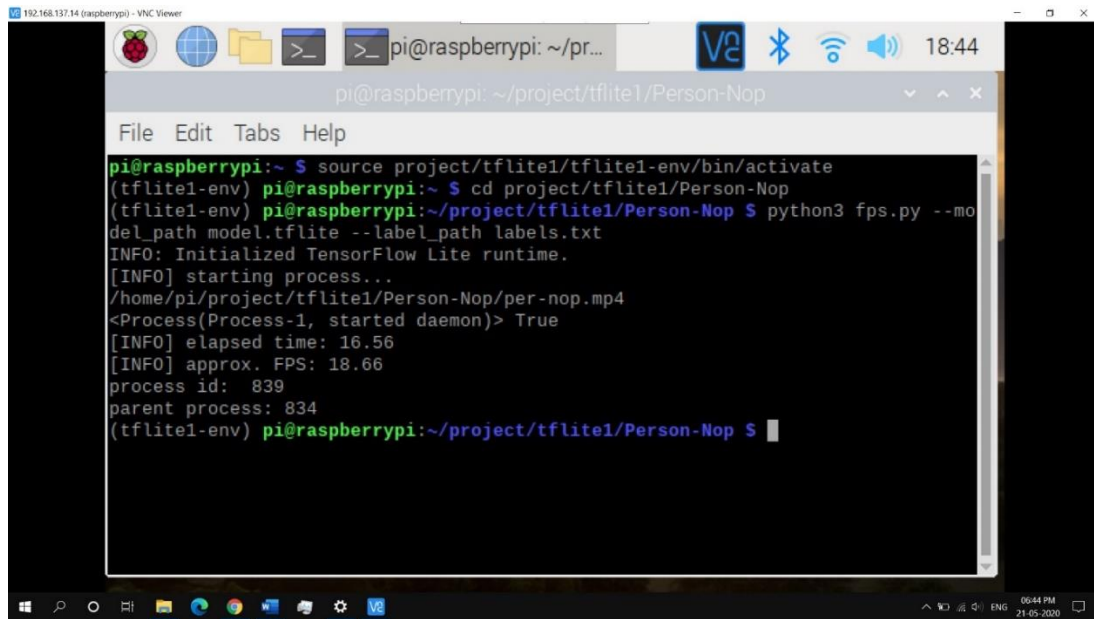 192.168.137.14 (raspberrypi) - VNC Viewer
pi@raspberrypi: ~/pr...
18:44
pi@raspberrypi: ~/project/tflite1/Person-Nop
File Edit Tabs Help
pi@raspberrypi:~ $ source project/tflite1/tflite1-env/bin/activate
(tflite1-env) pi@raspberrypi:~ $ cd project/tflite1/Person-Nop
(tflite1-env) pi@raspberrypi:~/project/tflite1/Person-Nop $ python3 fps.py --mo
del_path model.tflite --label_path labels.txt
INFO: Initialized TensorFlow Lite runtime.
[INFO] starting process...
/home/pi/project/tflite1/Person-Nop/per-nop.mp4
<Process(Process-1, started daemon)> True
[INFO] elapsed time: 16.56
[INFO] approx. FPS: 18.66
process id:  839
parent process: 834
(tflite1-env) pi@raspberrypi:~/project/tflite1/Person-Nop $
ENG
06:44 PM
21-05-2020